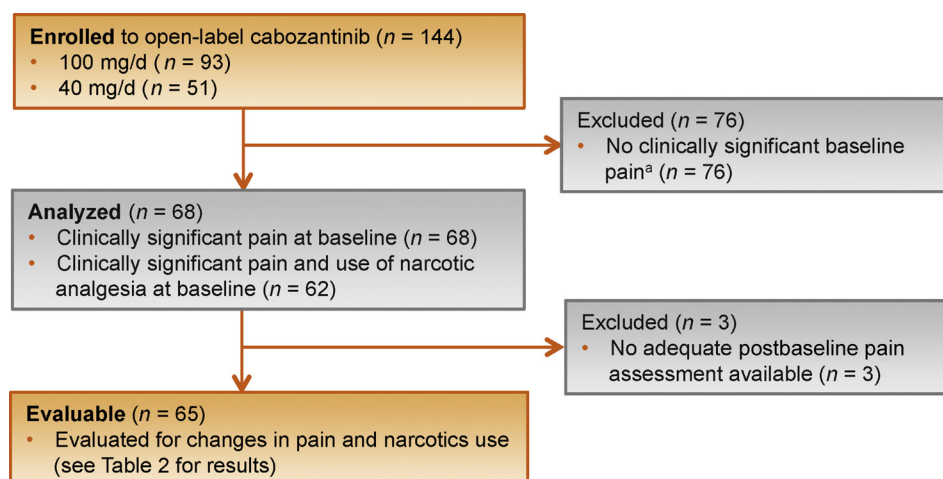 Enrolled to open-label cabozantinib (n = 144)
• 100 mg/d (n = 93)
• 40 mg/d (n = 51)
Excluded (n = 76)
• No clinically significant baseline
painᵃ (n = 76)
Analyzed (n = 68)
• Clinically significant pain at baseline (n = 68)
• Clinically significant pain and use of narcotic
analgesia at baseline (n = 62)
Excluded (n = 3)
• No adequate postbaseline pain
assessment available (n = 3)
Evaluable (n = 65)
• Evaluated for changes in pain and narcotics use
(see Table 2 for results)